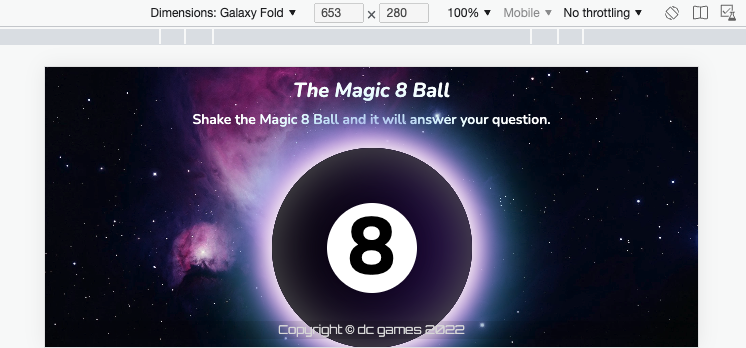 Dimensions: Galaxy Fold 653 × 280 100% Mobile No throttling
The Magic 8 Ball
Shake the Magic 8 Ball and it will answer your question.
8
Copyright © dc games 2022